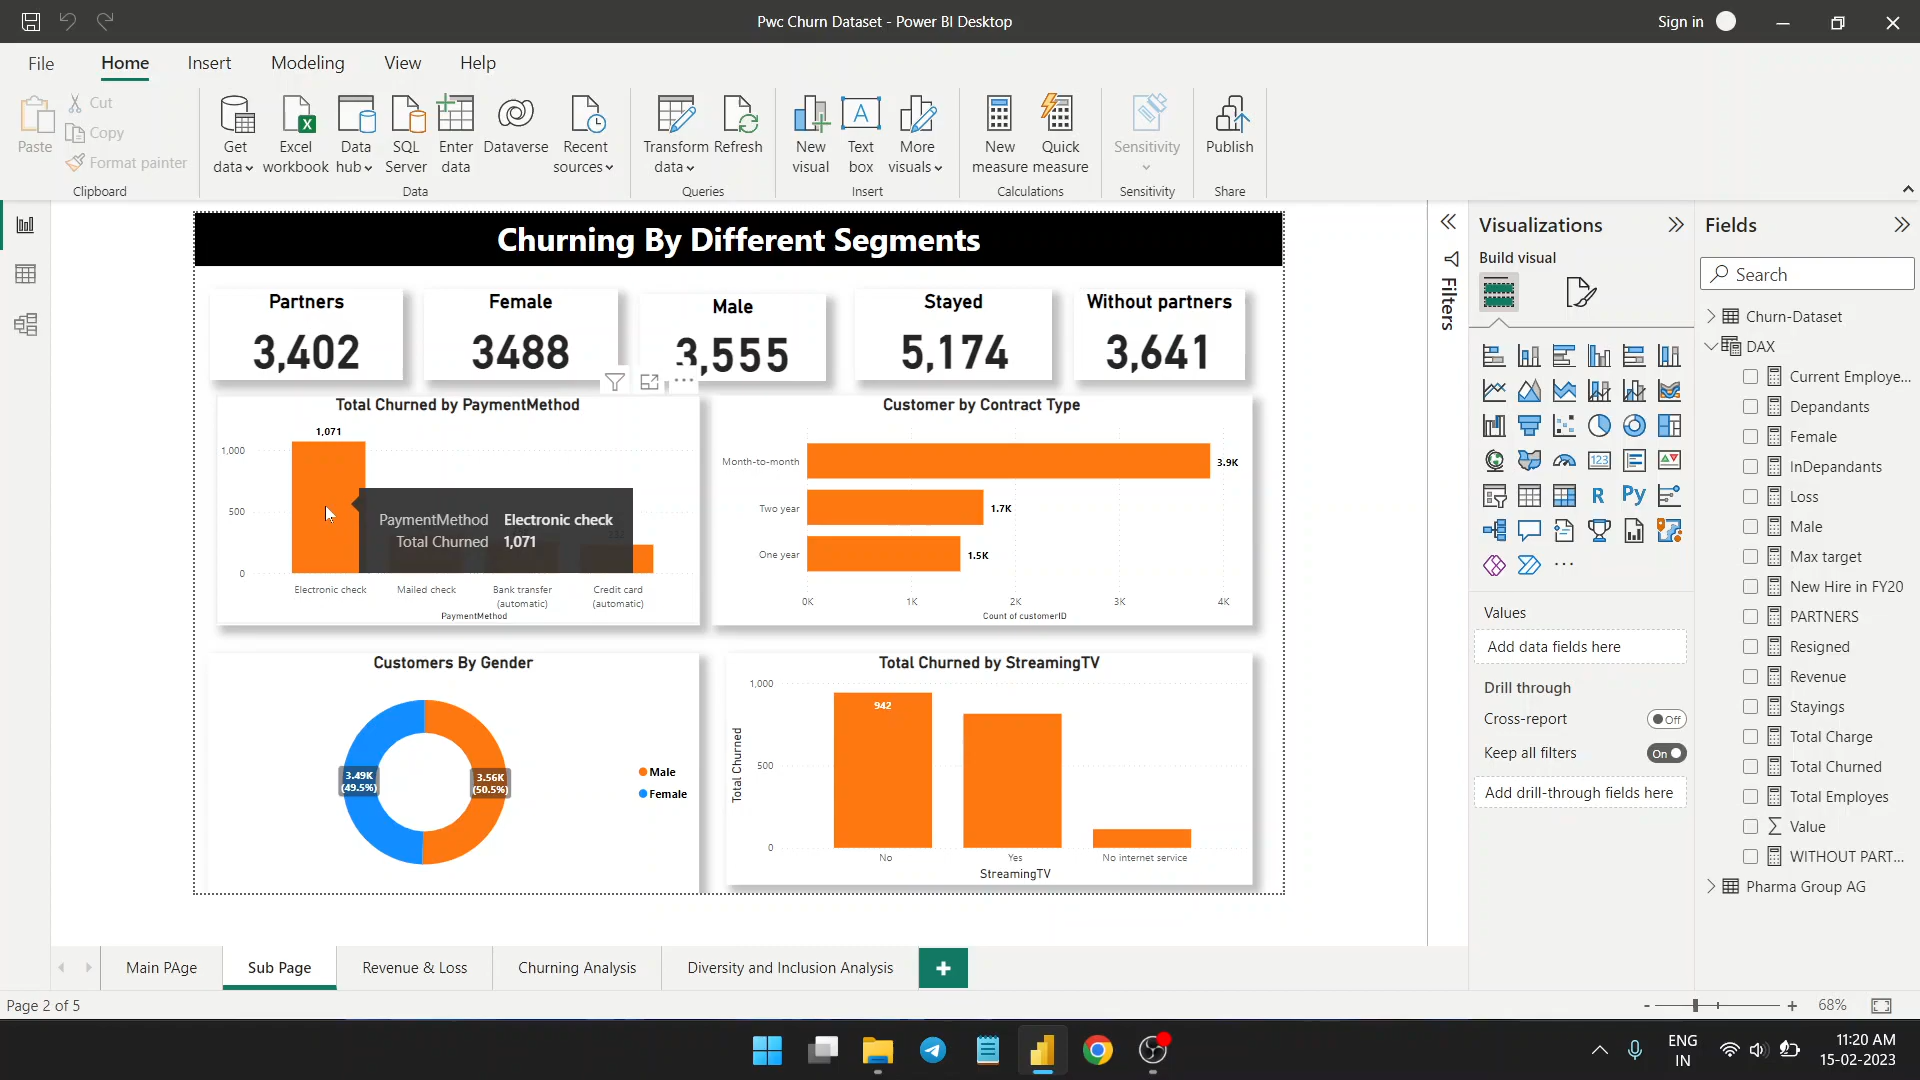 Pwc Churn Dataset - Power BI Desktop
Sign in
File
Home
Insert
Modeling
View
Help
Paste
Cut
Copy
Format painter
Clipboard
Get data
Excel workbook
Data hub
SQL Server
Enter data
Dataverse
Recent sources
Data
Transform data
Refresh
Queries
New visual
Text box
More visuals
Insert
New measure
Quick measure
Calculations
Sensitivity
Sensitivity
Publish
Share
Churning By Different Segments
Partners
3,402
Female
3488
Male
3,555
Stayed
5,174
Without partners
3,641
Total Churned by PaymentMethod
1,071
1,000
500
0
PaymentMethod Electronic check
Total Churned 1,071
Electronic check
Mailed check
Bank transfer (automatic)
Credit card (automatic)
PaymentMethod
Customer by Contract Type
Month-to-month
3.9K
Two year
1.7K
One year
1.5K
0K
1K
2K
3K
4K
Count of customerID
Customers By Gender
3.49K
(49.5%)
3.56K
(50.5%)
Male
Female
Total Churned by StreamingTV
Total Churned
1,000
500
0
942
No
Yes
No internet service
StreamingTV
Filters
Visualizations
Build visual
123
R
Py
Values
Add data fields here
Drill through
Cross-report
Off
Keep all filters
On
Add drill-through fields here
Fields
Search
Churn-Dataset
DAX
Current Employe...
Depandants
Female
InDepandants
Loss
Male
Max target
New Hire in FY20
PARTNERS
Resigned
Revenue
Stayings
Total Charge
Total Churned
Total Employes
Value
WITHOUT PART...
Pharma Group AG
Main PAge
Sub Page
Revenue & Loss
Churning Analysis
Diversity and Inclusion Analysis
Page 2 of 5
68%
ENG
IN
11:20 AM
15-02-2023